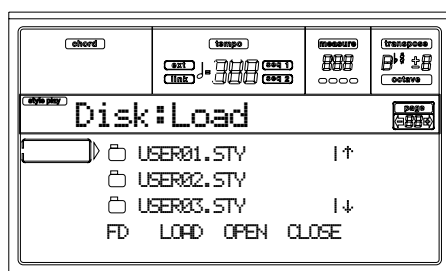 chord tempo measure transpose
ext seq 1
link seq 2
octave
style play page
Disk:Load
USER01.STY
USER02.STY
USER03.STY
FD LOAD OPEN CLOSE